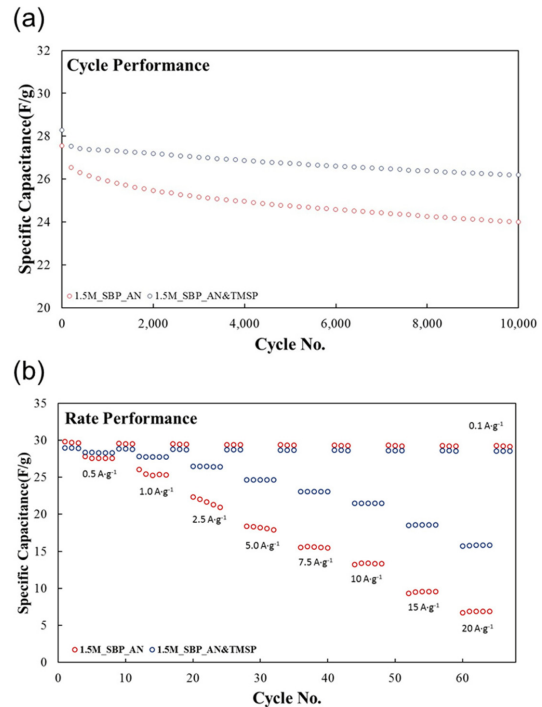 (a)
Cycle Performance
Specific Capacitance(F/g)
32
30
28
26
24
22
20
1.5M_SBP_AN
1.5M_SBP_AN&TMSP
0
2,000
4,000
6,000
8,000
10,000
Cycle No.
(b)
Rate Performance
Specific Capacitance(F/g)
35
30
25
20
15
10
5
0
0.1 A·g⁻¹
0.5 A·g⁻¹
1.0 A·g⁻¹
2.5 A·g⁻¹
5.0 A·g⁻¹
7.5 A·g⁻¹
10 A·g⁻¹
15 A·g⁻¹
20 A·g⁻¹
1.5M_SBP_AN
1.5M_SBP_AN&TMSP
0
10
20
30
40
50
60
Cycle No.